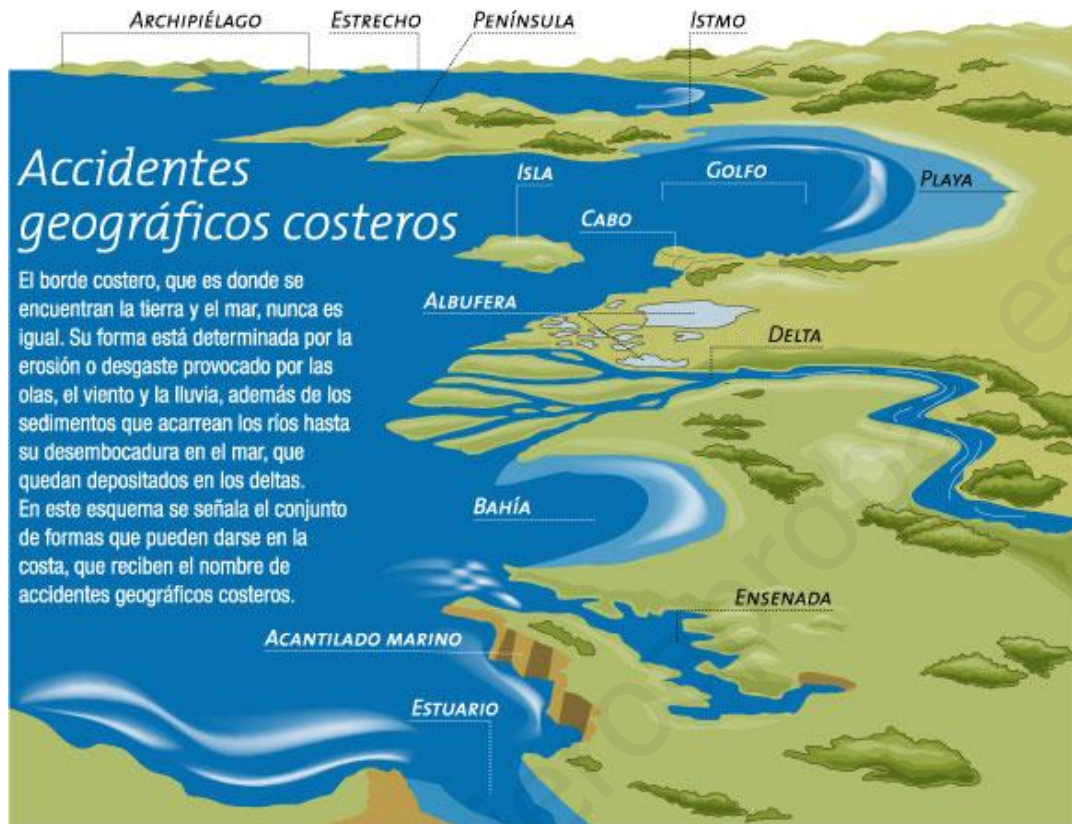 ARCHIPIÉLAGO
ESTRECHO
PENÍNSULA
ISTMO
Accidentes
geográficos costeros
ISLA
GOLFO
PLAYA
CABO
El borde costero, que es donde se
encuentran la tierra y el mar, nunca es
igual. Su forma está determinada por la
erosión o desgaste provocado por las
olas, el viento y la lluvia, además de los
sedimentos que acarrean los ríos hasta
su desembocadura en el mar, que
quedan depositados en los deltas.
En este esquema se señala el conjunto
de formas que pueden darse en la
costa, que reciben el nombre de
accidentes geográficos costeros.
ALBUFERA
DELTA
BAHÍA
ENSENADA
ACANTILADO MARINO
ESTUARIO